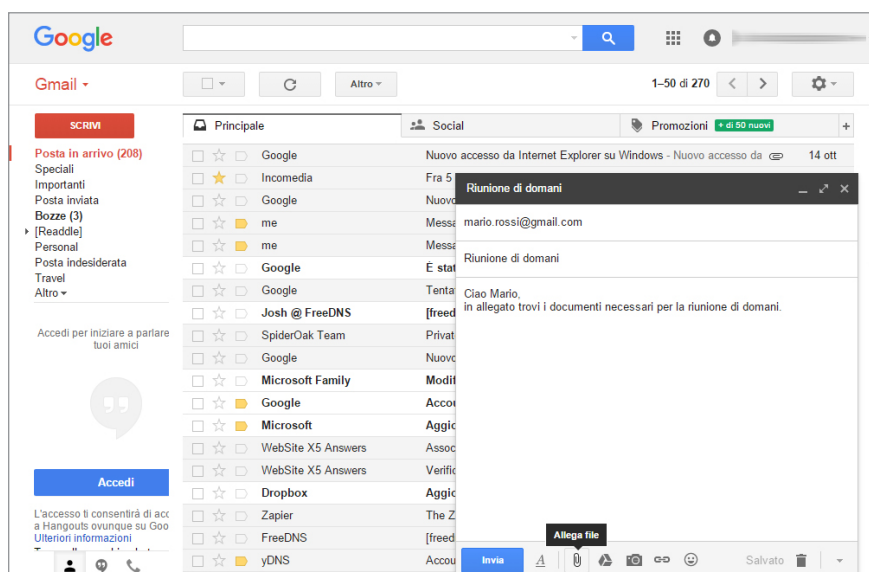 Google
Gmail
Altro
1–50 di 270
SCRIVI
Posta in arrivo (208)
Speciali
Importanti
Posta inviata
Bozze (3)
[Readdle]
Personal
Posta indesiderata
Travel
Altro
Accedi per iniziare a parlare
tuoi amici
Accedi
L'accesso ti consentirà di acc
a Hangouts ovunque su Goo
Ulteriori informazioni
Principale
Social
Promozioni + di 50 nuovi
+
Google Nuovo accesso da Internet Explorer su Windows - Nuovo accesso da 14 ott
Incomedia Fra 5
Google Nuovo
me Messa
me Messa
Google È stat
Google Tenta
Josh @ FreeDNS [freed
SpiderOak Team Privat
Google Nuovo
Microsoft Family Modif
Google Accou
Microsoft Aggio
WebSite X5 Answers Assoc
WebSite X5 Answers Verific
Dropbox Aggio
Zapier The Z
FreeDNS [freed
yDNS Accou
Riunione di domani
mario.rossi@gmail.com
Riunione di domani
Ciao Mario,
in allegato trovi i documenti necessari per la riunione di domani.
Allega file
Invia A Salvato